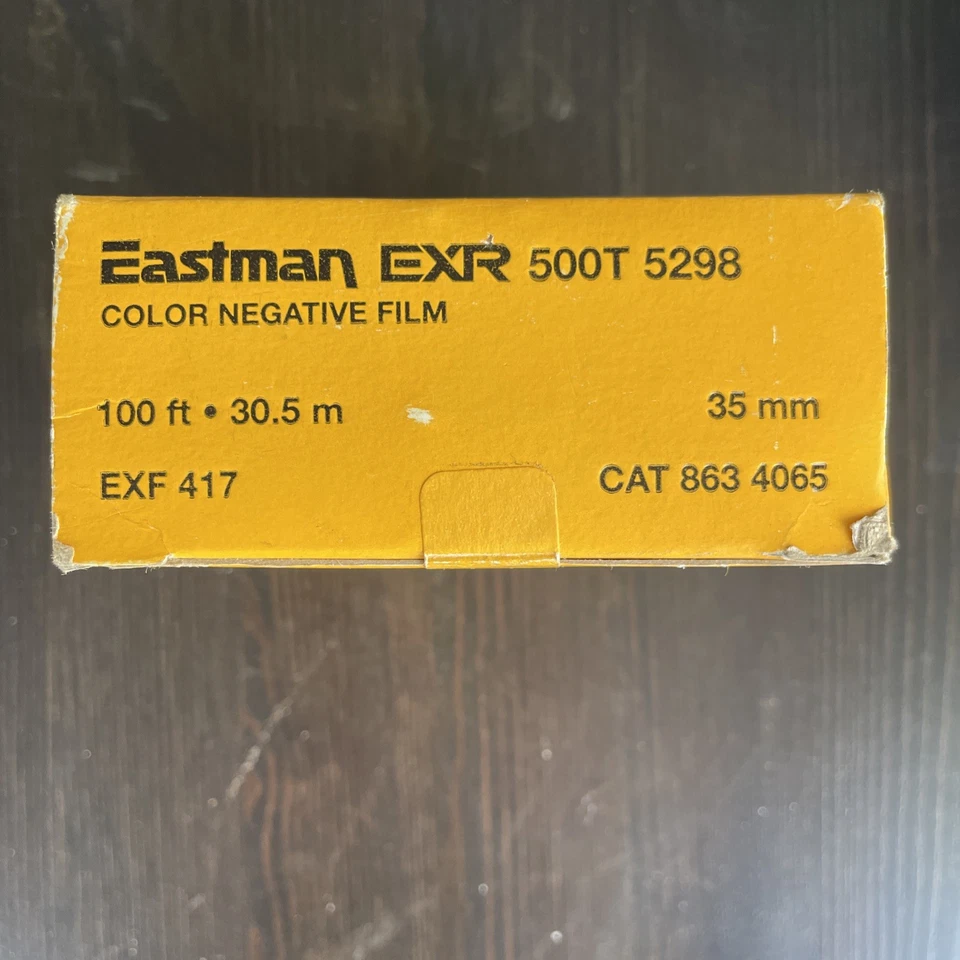 Eastman EXR 500T 5298
COLOR NEGATIVE FILM
100 ft • 30.5 m 35 mm
EXF 417 CAT 863 4065